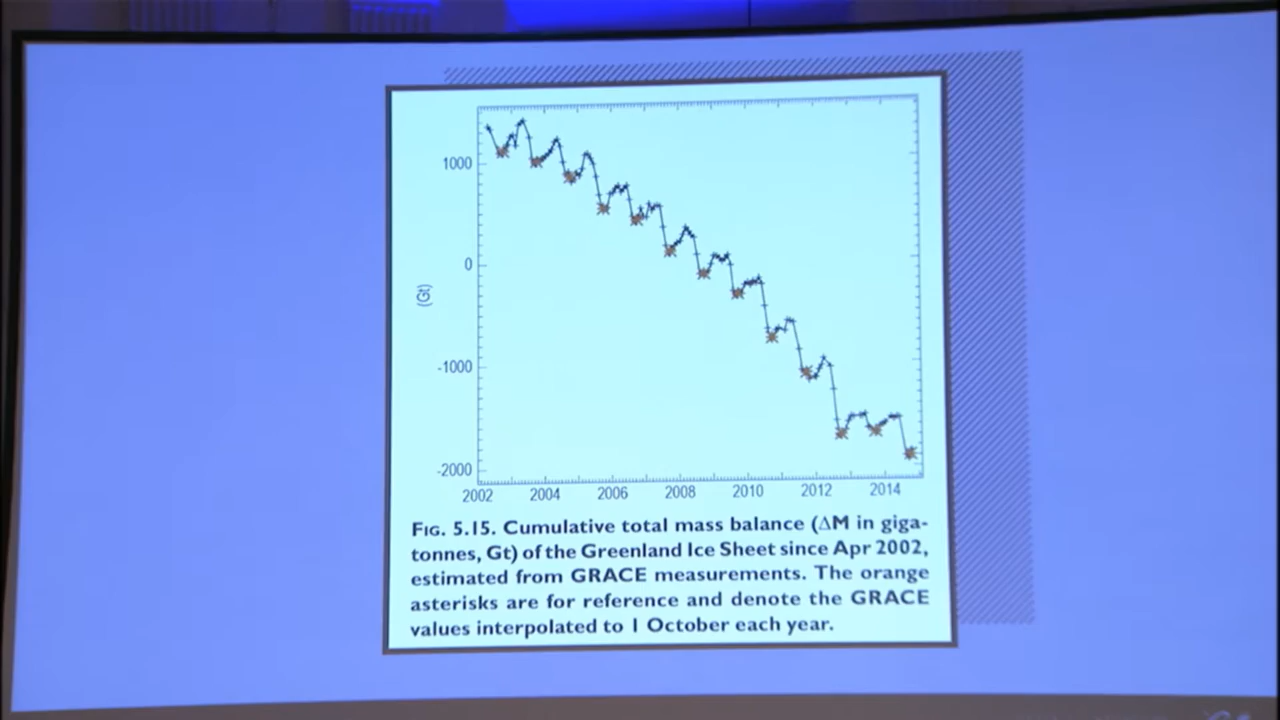 1000
0
(Gt)
-1000
-2000
2002 2004 2006 2008 2010 2012 2014
FIG. 5.15. Cumulative total mass balance (ΔM in giga-
tonnes, Gt) of the Greenland Ice Sheet since Apr 2002,
estimated from GRACE measurements. The orange
asterisks are for reference and denote the GRACE
values interpolated to 1 October each year.